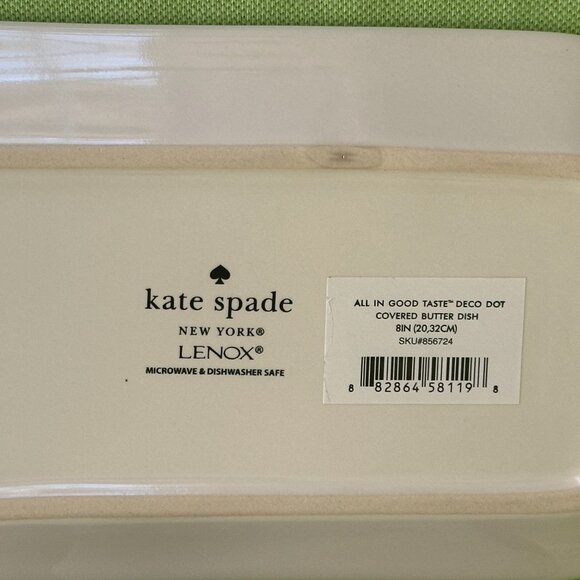 kate spade
NEW YORK®
LENOX®
MICROWAVE & DISHWASHER SAFE
ALL IN GOOD TASTE™ DECO DOT
COVERED BUTTER DISH
8IN (20,32CM)
SKU#856724
8 82864 58119 8